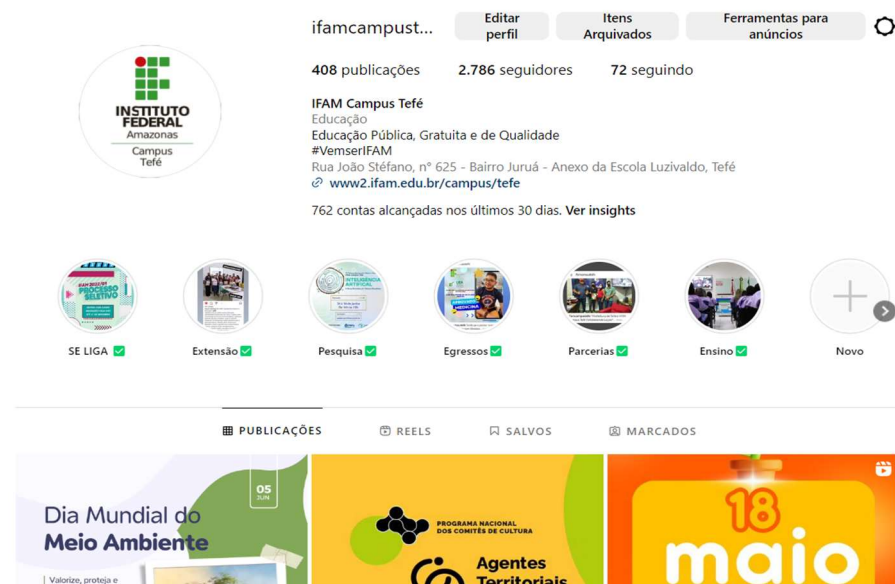 ifamcampust...
Editar perfil
Itens Arquivados
Ferramentas para anúncios
408 publicações 2.786 seguidores 72 seguindo
INSTITUTO
FEDERAL
Amazonas
Campus
Tefé
IFAM Campus Tefé
Educação
Educação Pública, Gratuita e de Qualidade
#VemserIFAM
Rua João Stéfano, n° 625 - Bairro Juruá - Anexo da Escola Luzivaldo, Tefé
www2.ifam.edu.br/campus/tefe
762 contas alcançadas nos últimos 30 dias. Ver insights
PROCESSO
SELETIVO
INTELIGÊNCIA
ARTIFICIAL
MEDICINA
SE LIGA
Extensão
Pesquisa
Egressos
Parcerias
Ensino
Novo
PUBLICAÇÕES
REELS
SALVOS
MARCADOS
05
JUN
Dia Mundial do
Meio Ambiente
Valorize, proteja e
PROGRAMA NACIONAL
DOS COMITÊS DE CULTURA
Agentes
Territoriais
18
maio